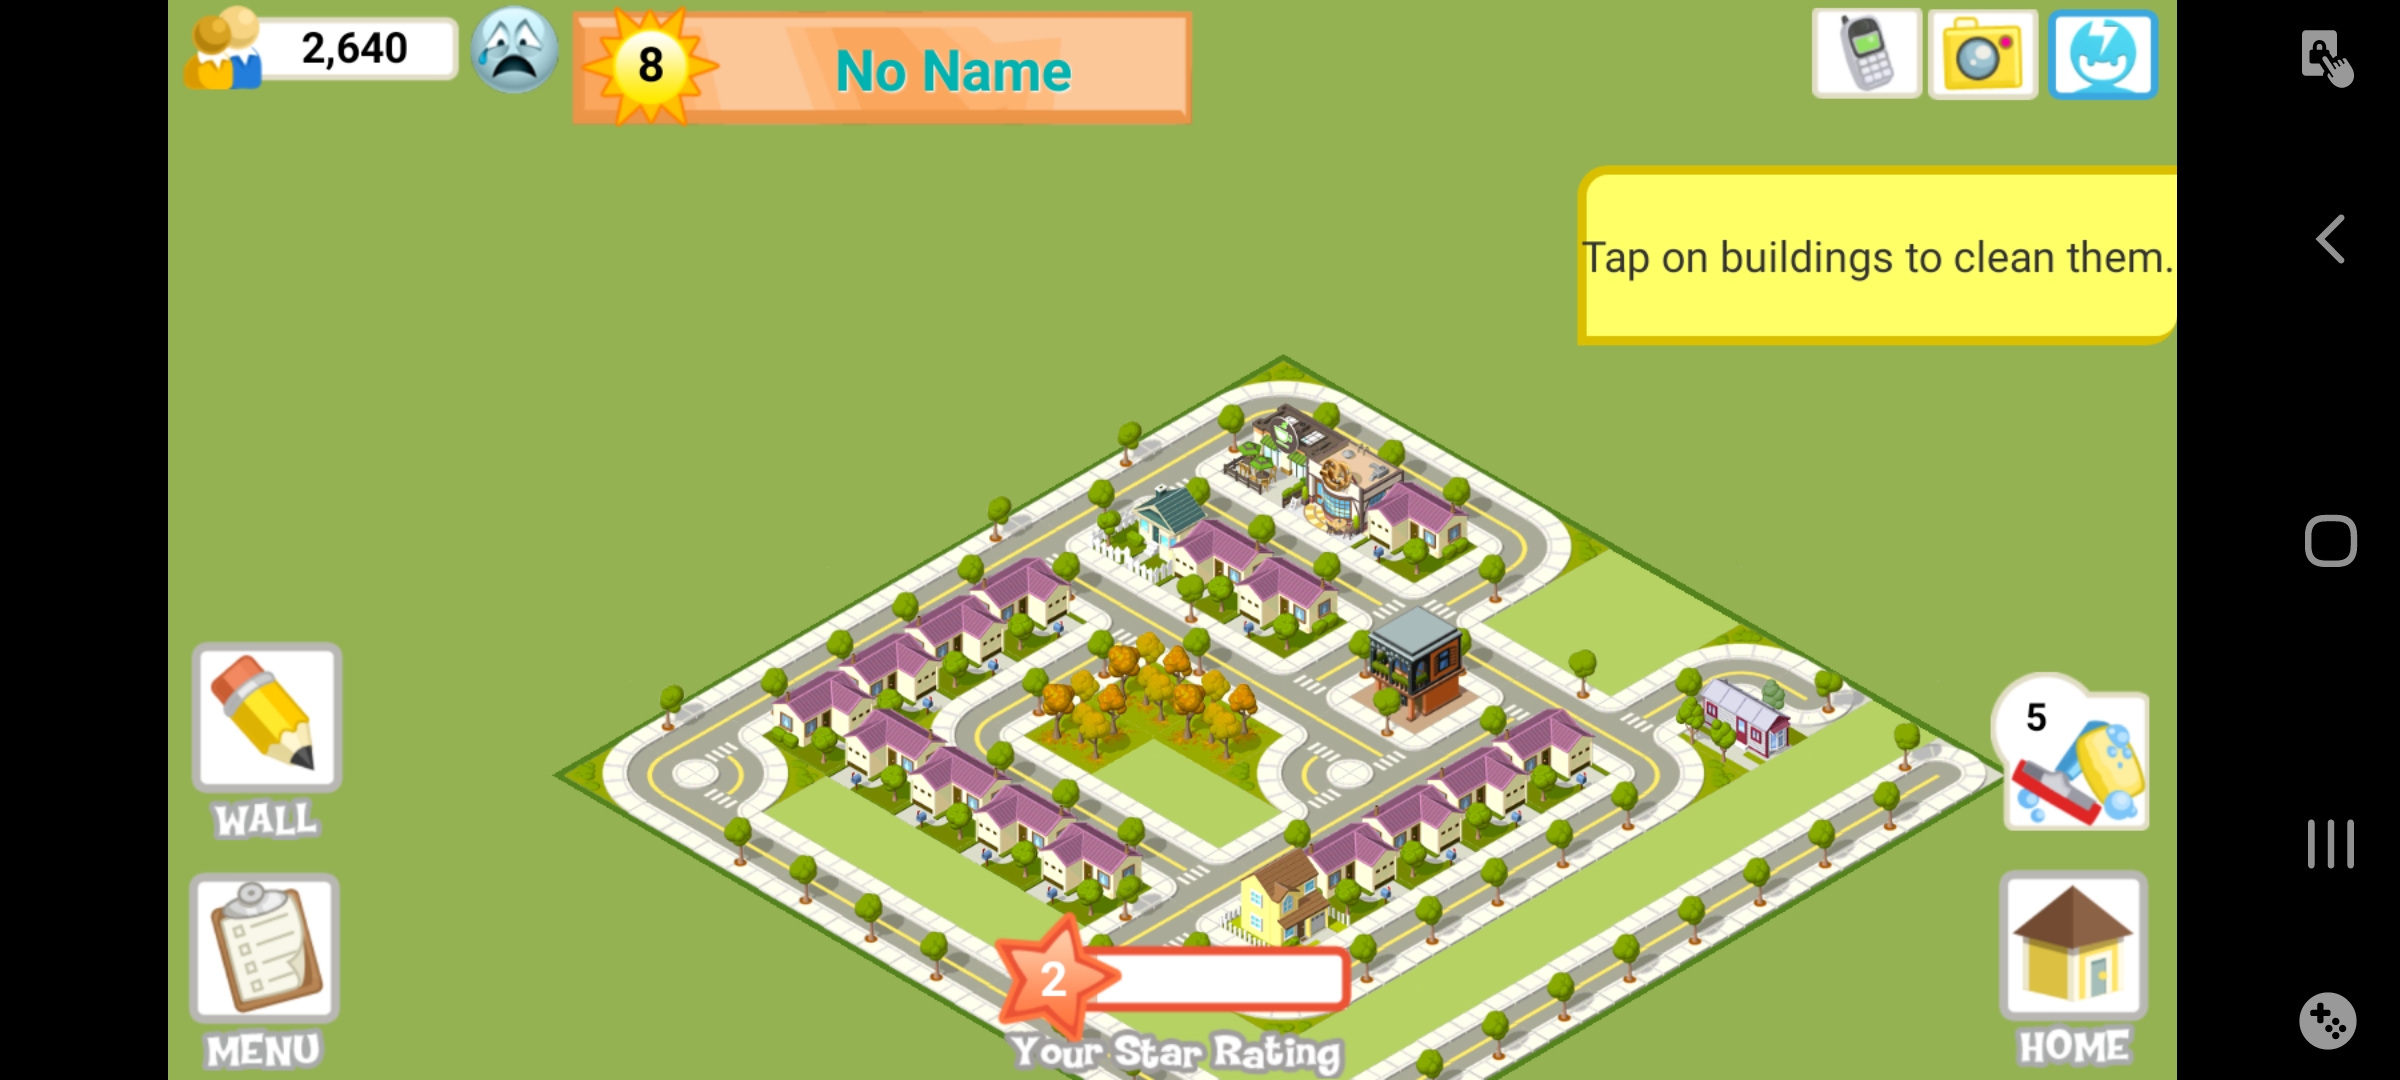 2,640
8
No Name
Tap on buildings to clean them.
WALL
5
MENU
2
Your Star Rating
HOME